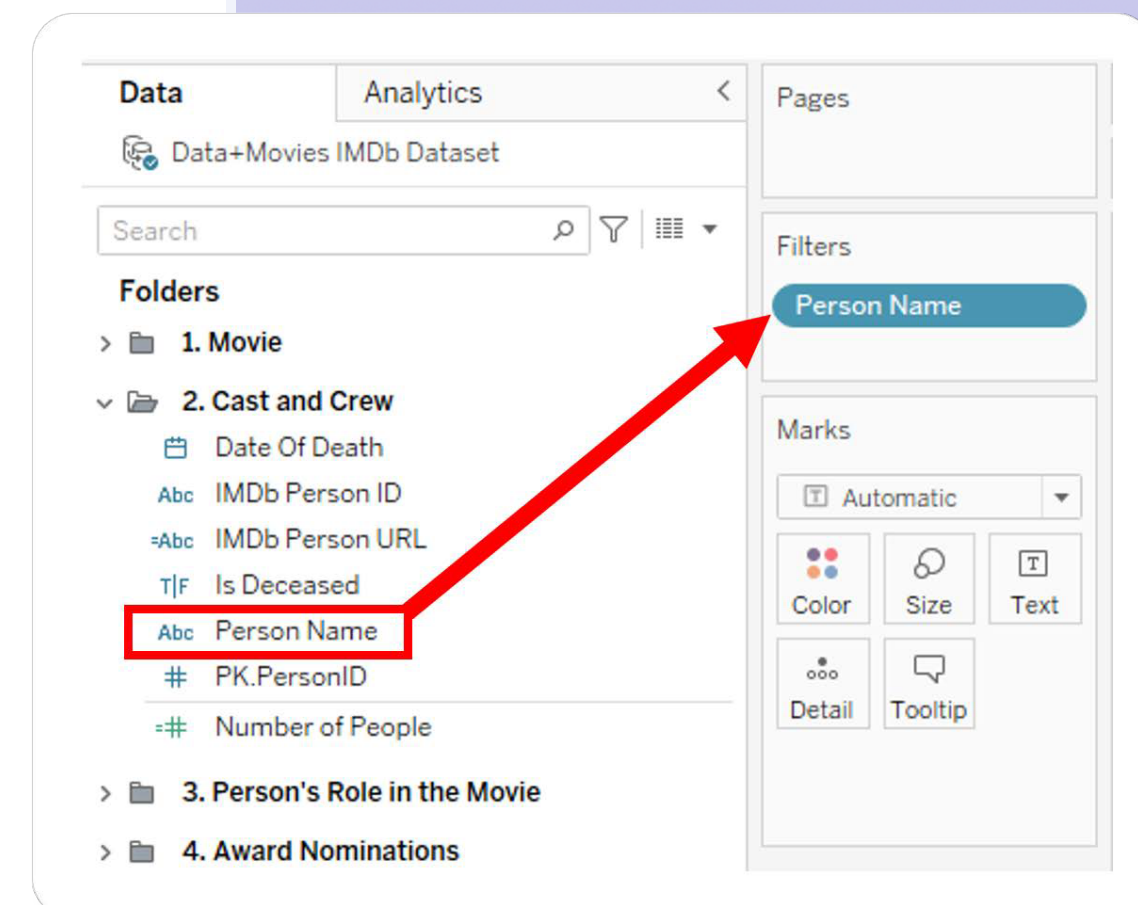 Data
Analytics
Data+Movies IMDb Dataset
Search
Folders
1. Movie
2. Cast and Crew
Date Of Death
Abc IMDb Person ID
=Abc IMDb Person URL
T|F Is Deceased
Abc Person Name
# PK.PersonID
=# Number of People
3. Person's Role in the Movie
4. Award Nominations
Pages
Filters
Person Name
Marks
T Automatic
Color
Size
T
Text
Detail
Tooltip